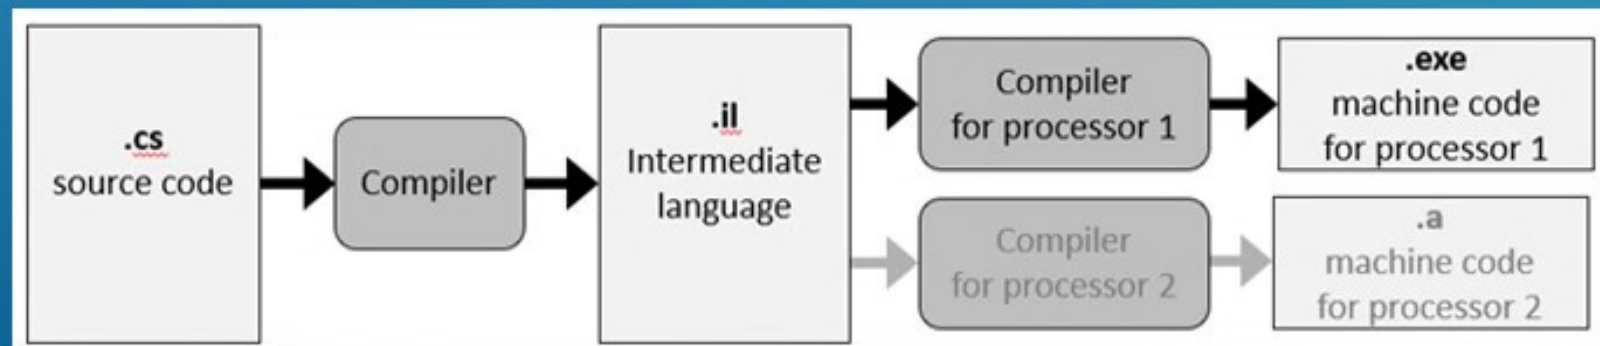 .cs
source code
Compiler
.il
Intermediate
language
Compiler
for processor 1
.exe
machine code
for processor 1
Compiler
for processor 2
.a
machine code
for processor 2